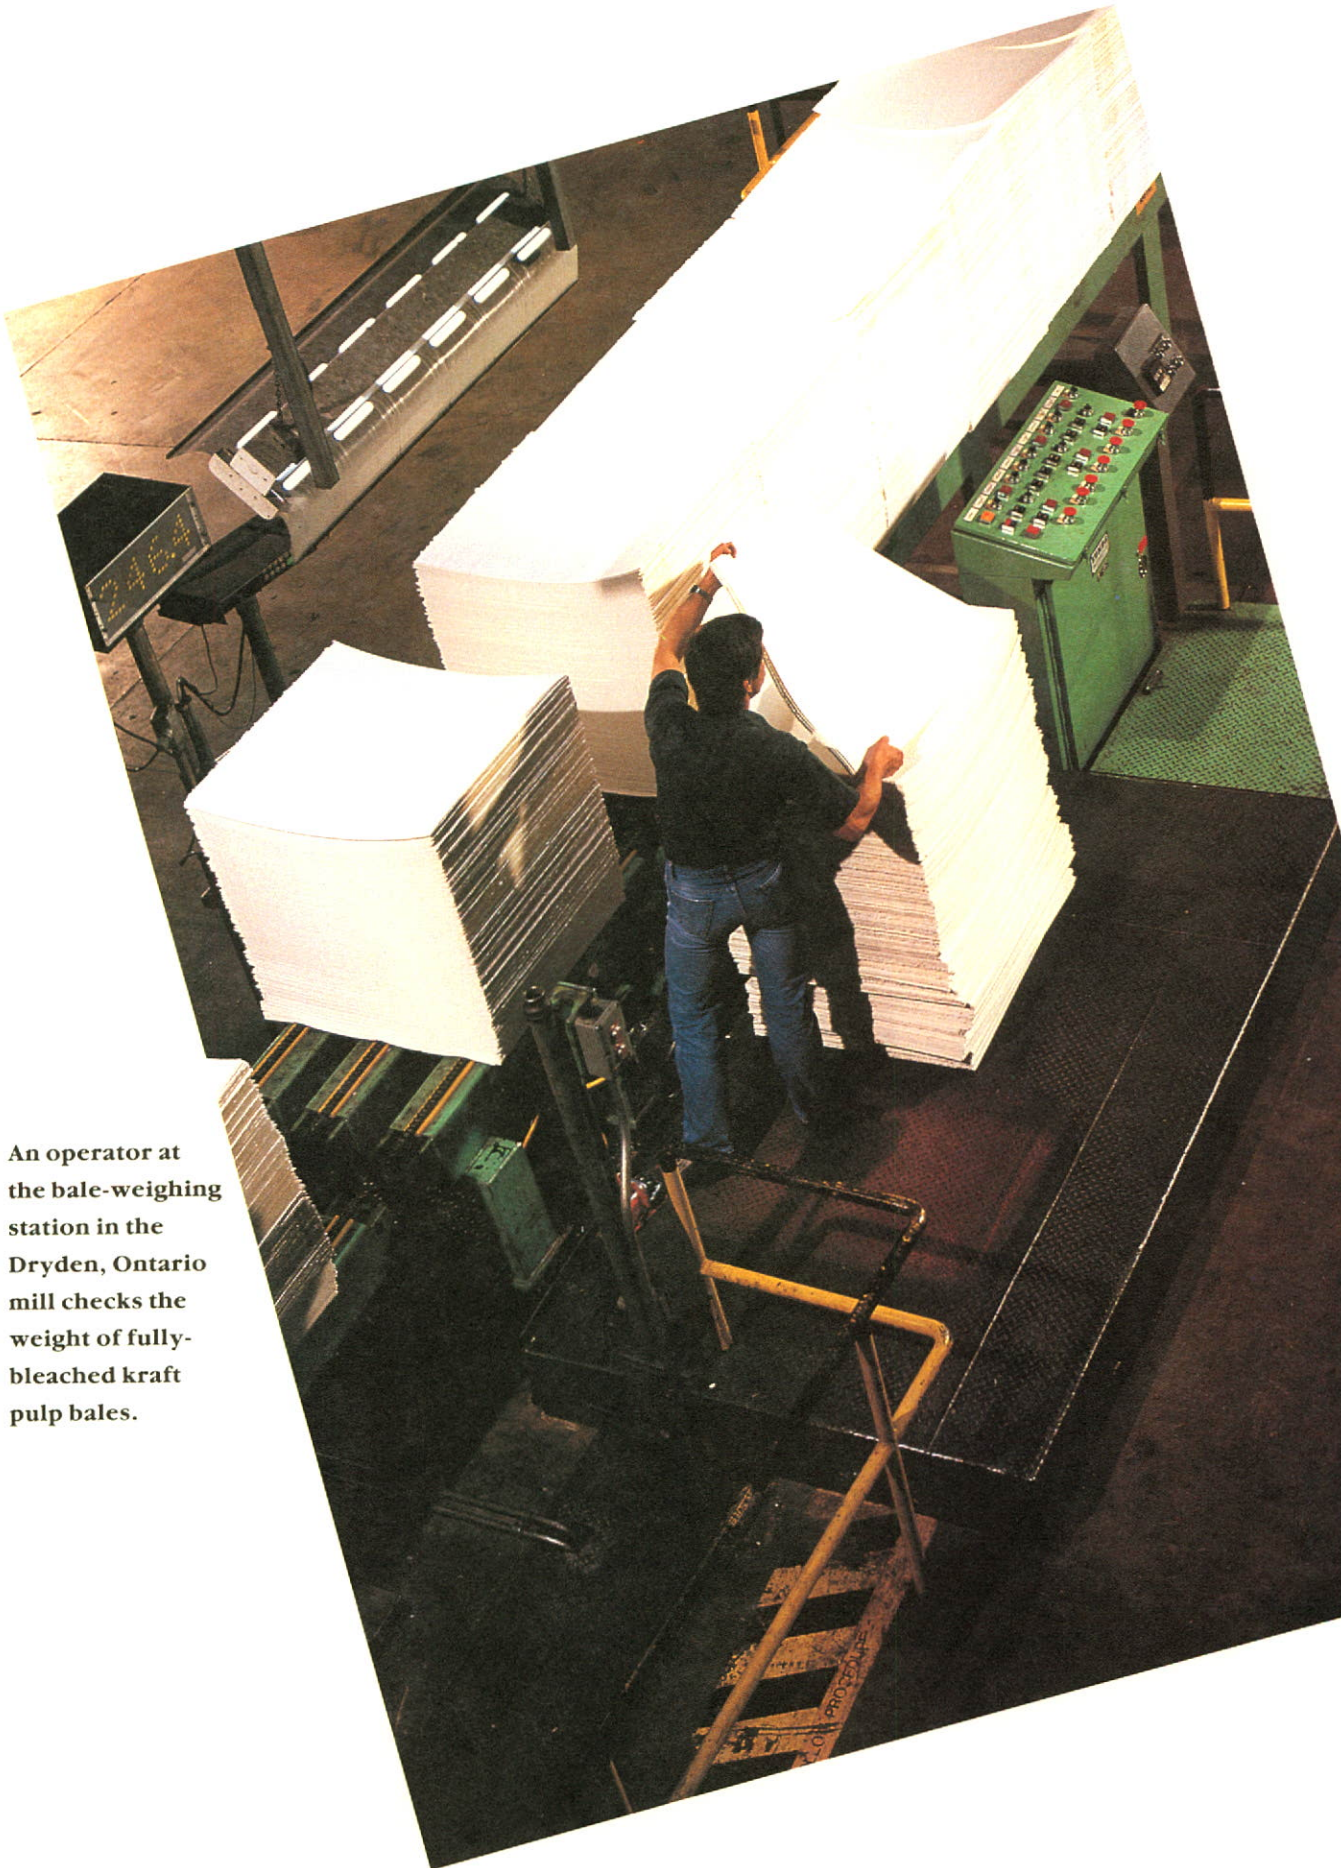 2464
An operator at
the bale-weighing
station in the
Dryden, Ontario
mill checks the
weight of fully-
bleached kraft
pulp bales.
PROCEDURE